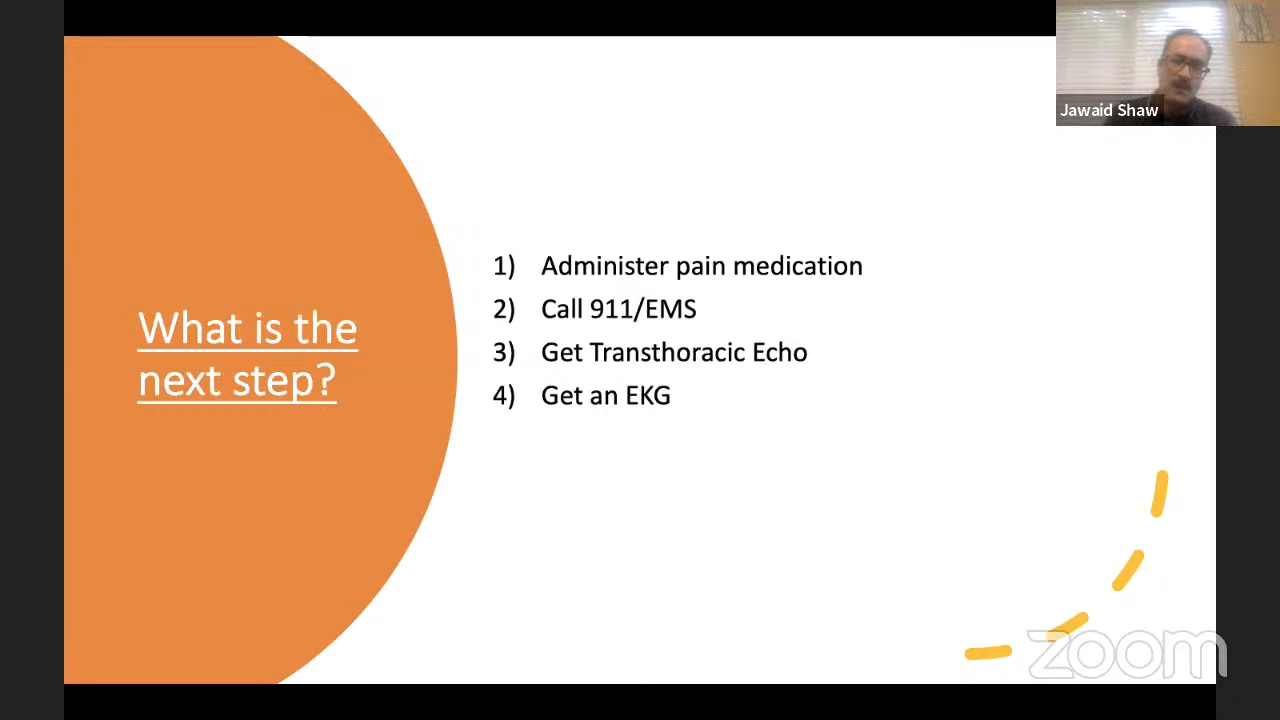 Jawaid Shaw
What is the
next step?
1) Administer pain medication
2) Call 911/EMS
3) Get Transthoracic Echo
4) Get an EKG
zoom